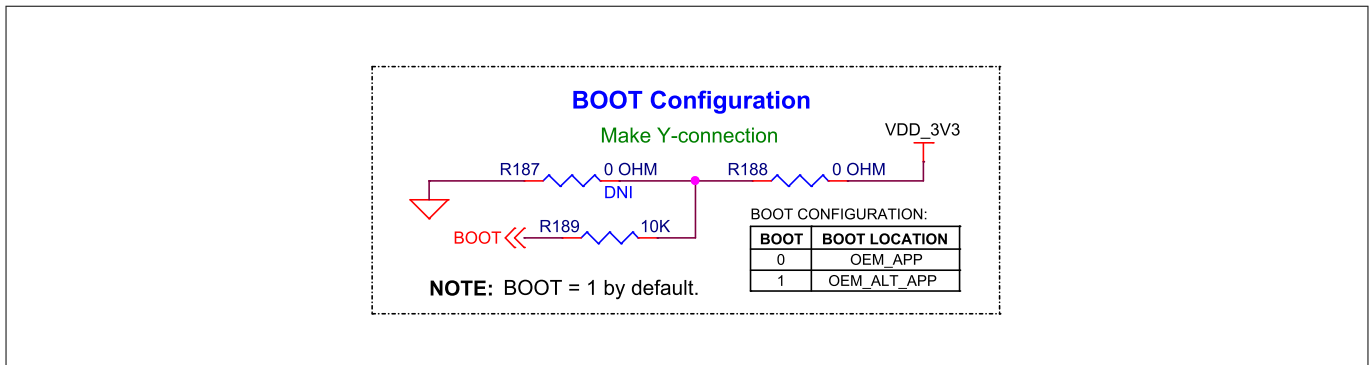 BOOT Configuration
Make Y-connection
VDD_3V3
R187 0 OHM R188 0 OHM
DNI
BOOT R189 10K
BOOT CONFIGURATION:
BOOT BOOT LOCATION
0 OEM_APP
1 OEM_ALT_APP
NOTE: BOOT = 1 by default.